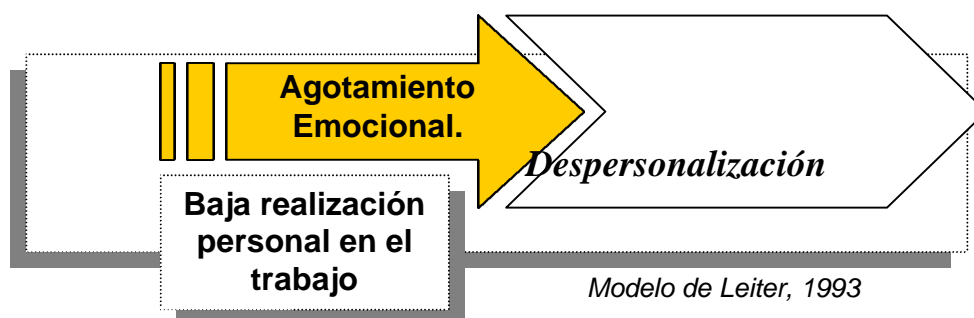 Agotamiento
Emocional.
Despersonalización
Baja realización
personal en el
trabajo
Modelo de Leiter, 1993